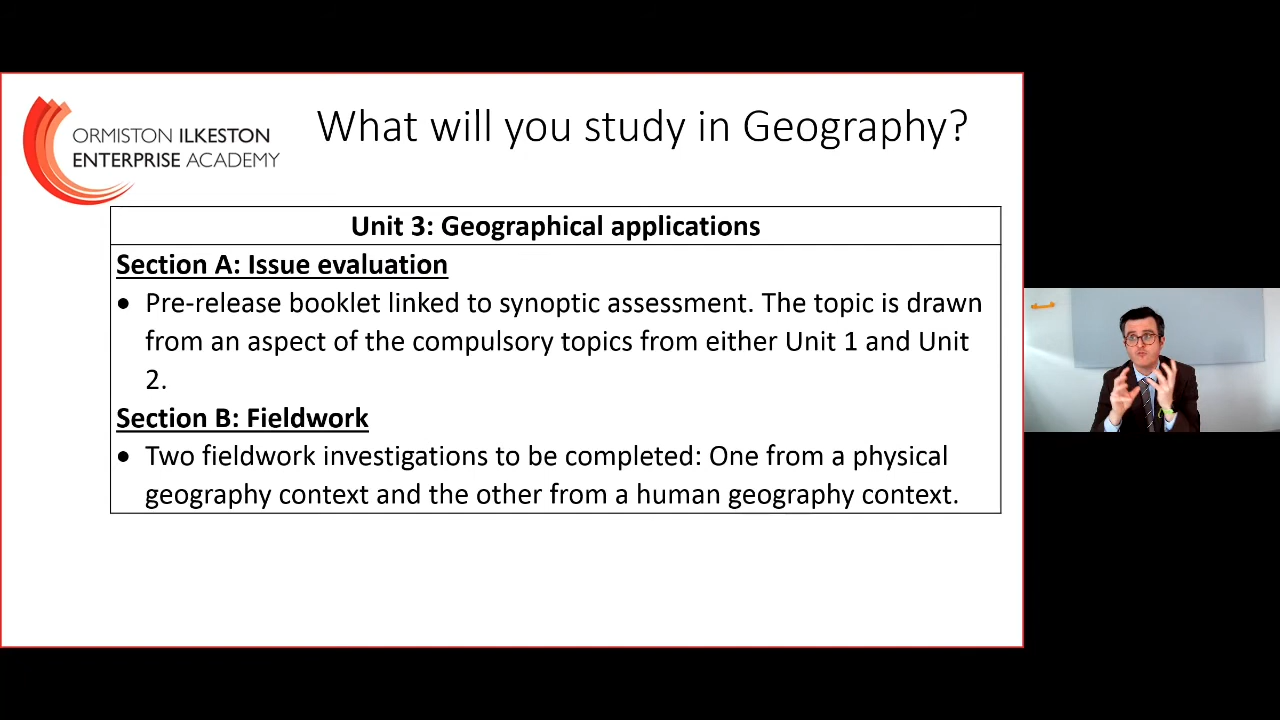 What will you study in Geography?
ORMISTON ILKESTON
ENTERPRISE ACADEMY
Unit 3: Geographical applications
Section A: Issue evaluation
• Pre-release booklet linked to synoptic assessment. The topic is drawn
from an aspect of the compulsory topics from either Unit 1 and Unit
2.
Section B: Fieldwork
• Two fieldwork investigations to be completed: One from a physical
geography context and the other from a human geography context.